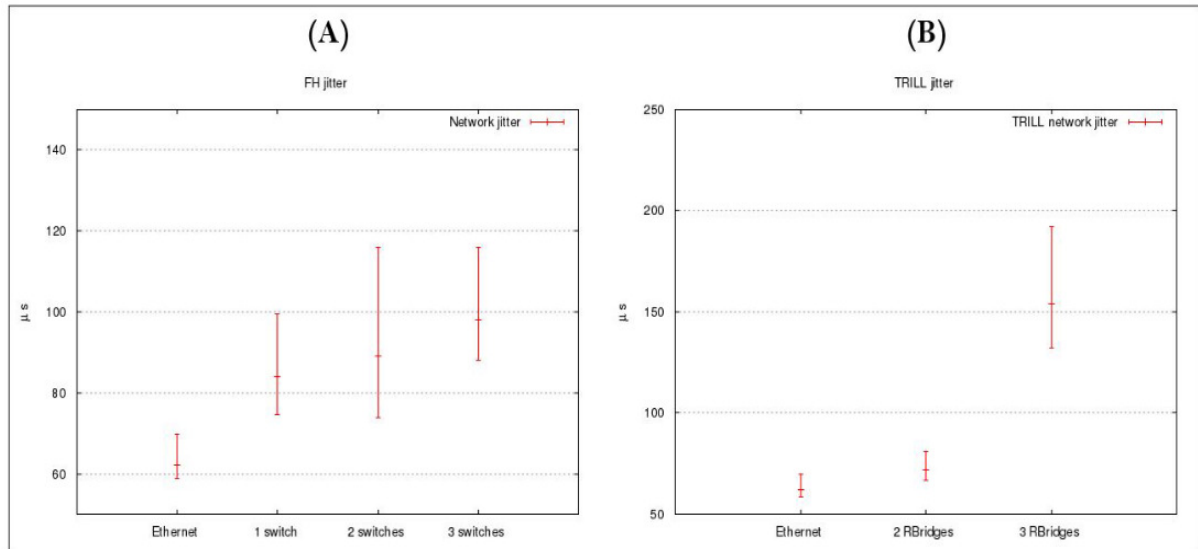 (A)
FH jitter
Network jitter
140
120
100
80
60
μ s
Ethernet
1 switch
2 switches
3 switches
(B)
TRILL jitter
TRILL network jitter
250
200
150
100
50
μ s
Ethernet
2 RBridges
3 RBridges